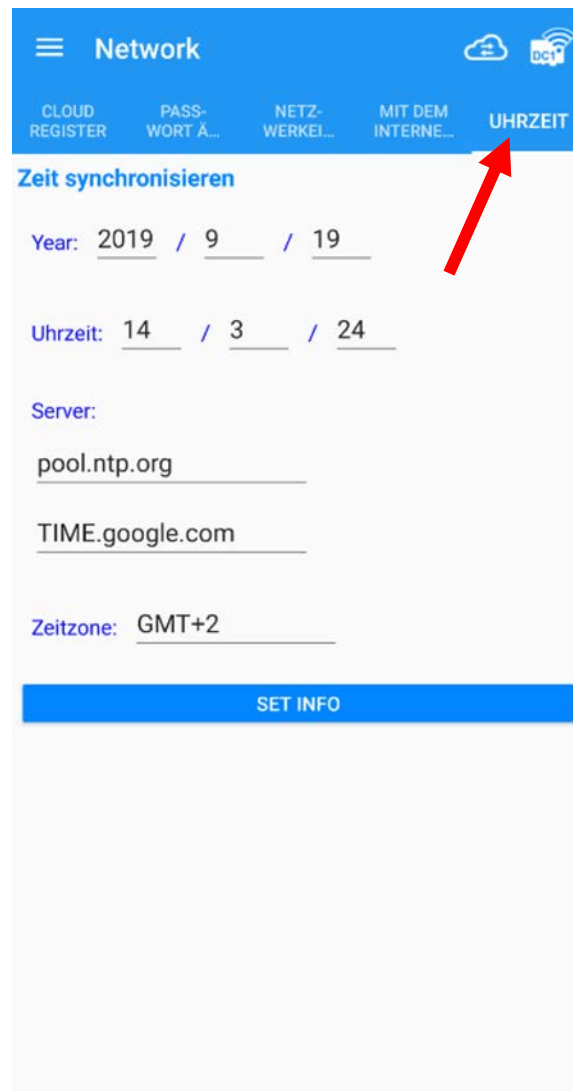 Network
DC1
CLOUD REGISTER
PASS-WORT Ä...
NETZ-WERKEI...
MIT DEM INTERNE...
UHRZEIT
Zeit synchronisieren
Year: 2019 / 9 / 19
Uhrzeit: 14 / 3 / 24
Server:
pool.ntp.org
TIME.google.com
Zeitzone: GMT+2
SET INFO